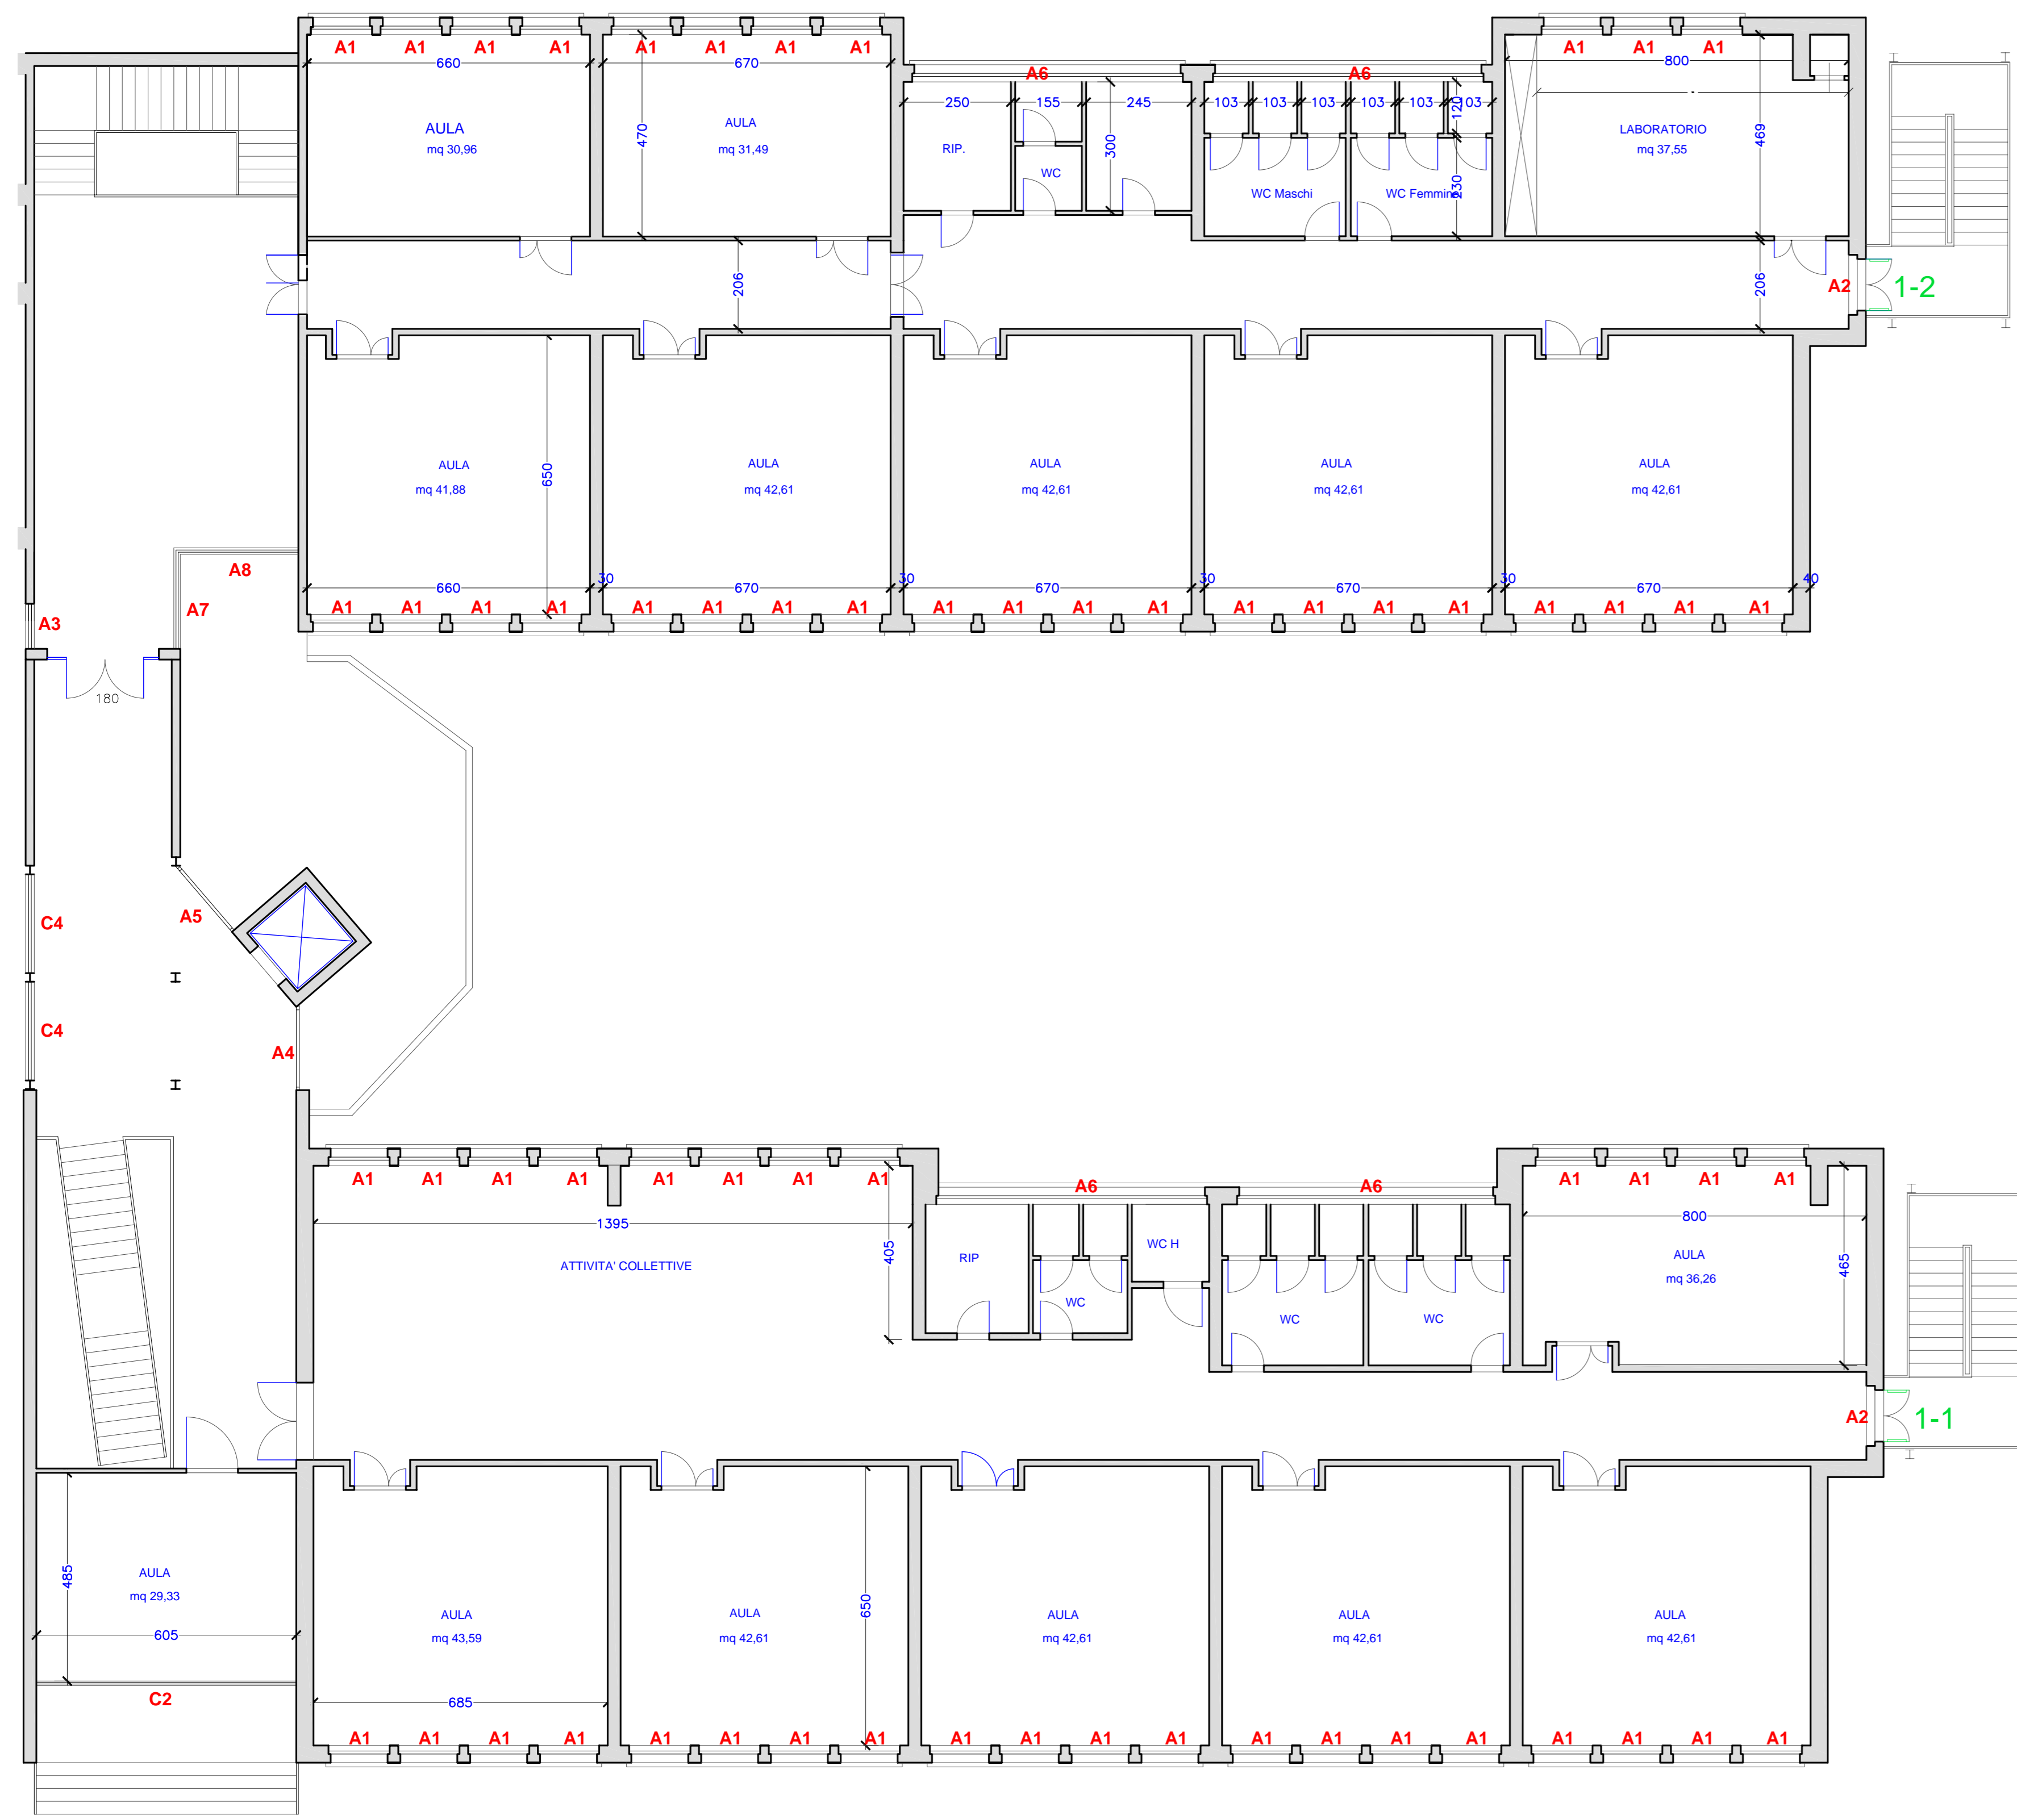 A1 A1 A1 A1 A1 A1 A1 A1 A1 A1 A1
660 670 A6 A6 800
250 155 245 103 103 103 103 103 103
120
470 300 469
AULA AULA LABORATORIO
mq 30,96 mq 31,49 RIP. mq 37,55
WC
230
WC Maschi WC Femmine
206 206
A2 1-2
AULA AULA AULA AULA AULA
mq 41,88 mq 42,61 mq 42,61 mq 42,61 mq 42,61
650
A8
660 30 670 30 670 30 670 30 670 40
A7
A1 A1 A1 A1 A1 A1 A1 A1 A1 A1 A1 A1 A1 A1 A1 A1 A1 A1 A1 A1
A3
180
C4 A5
C4
A4
A1 A1 A1 A1 A1 A1 A1 A1 A1 A1 A1 A1
A6 A6
1395 800
405 465
WC H
RIP AULA
ATTIVITA' COLLETTIVE mq 36,26
WC
WC WC
A2 1-1
485
AULA
mq 29,33
605
650
AULA AULA AULA AULA AULA
mq 43,59 mq 42,61 mq 42,61 mq 42,61 mq 42,61
C2 685
A1 A1 A1 A1 A1 A1 A1 A1 A1 A1 A1 A1 A1 A1 A1 A1 A1 A1 A1 A1